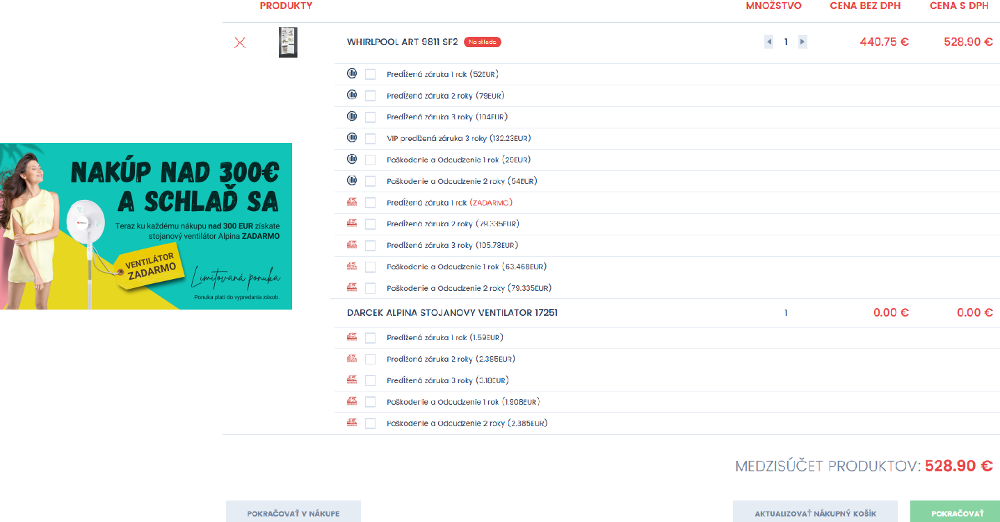 PRODUKTY MNOŽSTVO CENA BEZ DPH CENA S DPH
WHIRLPOOL ART 9811 SF2 Na sklade 1 440.75 € 528.90 €
Predĺžená záruka 1 rok (52EUR)
Predĺžená záruka 2 roky (79EUR)
Predĺžená záruka 3 roky (104EUR)
VIP predĺžená záruka 3 roky (132.23EUR)
Poškodenie a Odcudzenie 1 rok (29EUR)
Poškodenie a Odcudzenie 2 roky (54EUR)
Predĺžená záruka 1 rok (ZADARMO)
Predĺžená záruka 2 roky (79.335EUR)
Predĺžená záruka 3 roky (105.78EUR)
Poškodenie a Odcudzenie 1 rok (63.468EUR)
Poškodenie a Odcudzenie 2 roky (79.335EUR)
NAKÚP NAD 300€
A SCHLAĎ SA
Teraz ku každému nákupu nad 300 EUR získate
stojanový ventilátor Alpina ZADARMO
VENTILÁTOR
ZADARMO
Limitovaná ponuka
Ponuka platí do vypredania zásob.
DARCEK ALPINA STOJANOVY VENTILATOR 17251 1 0.00 € 0.00 €
Predĺžená záruka 1 rok (1.59EUR)
Predĺžená záruka 2 roky (2.385EUR)
Predĺžená záruka 3 roky (3.18EUR)
Poškodenie a Odcudzenie 1 rok (1.908EUR)
Poškodenie a Odcudzenie 2 roky (2.385EUR)
MEDZISÚČET PRODUKTOV: 528.90 €
POKRAČOVAŤ V NÁKUPE AKTUALIZOVAŤ NÁKUPNÝ KOŠÍK POKRAČOVAŤ